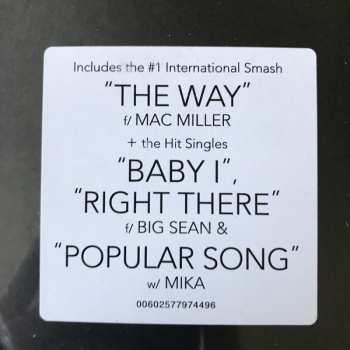 Includes the #1 International Smash
"THE WAY"
f/ MAC MILLER
+ the Hit Singles
"BABY I",
"RIGHT THERE"
f/ BIG SEAN &
"POPULAR SONG"
w/ MIKA
00602577974496